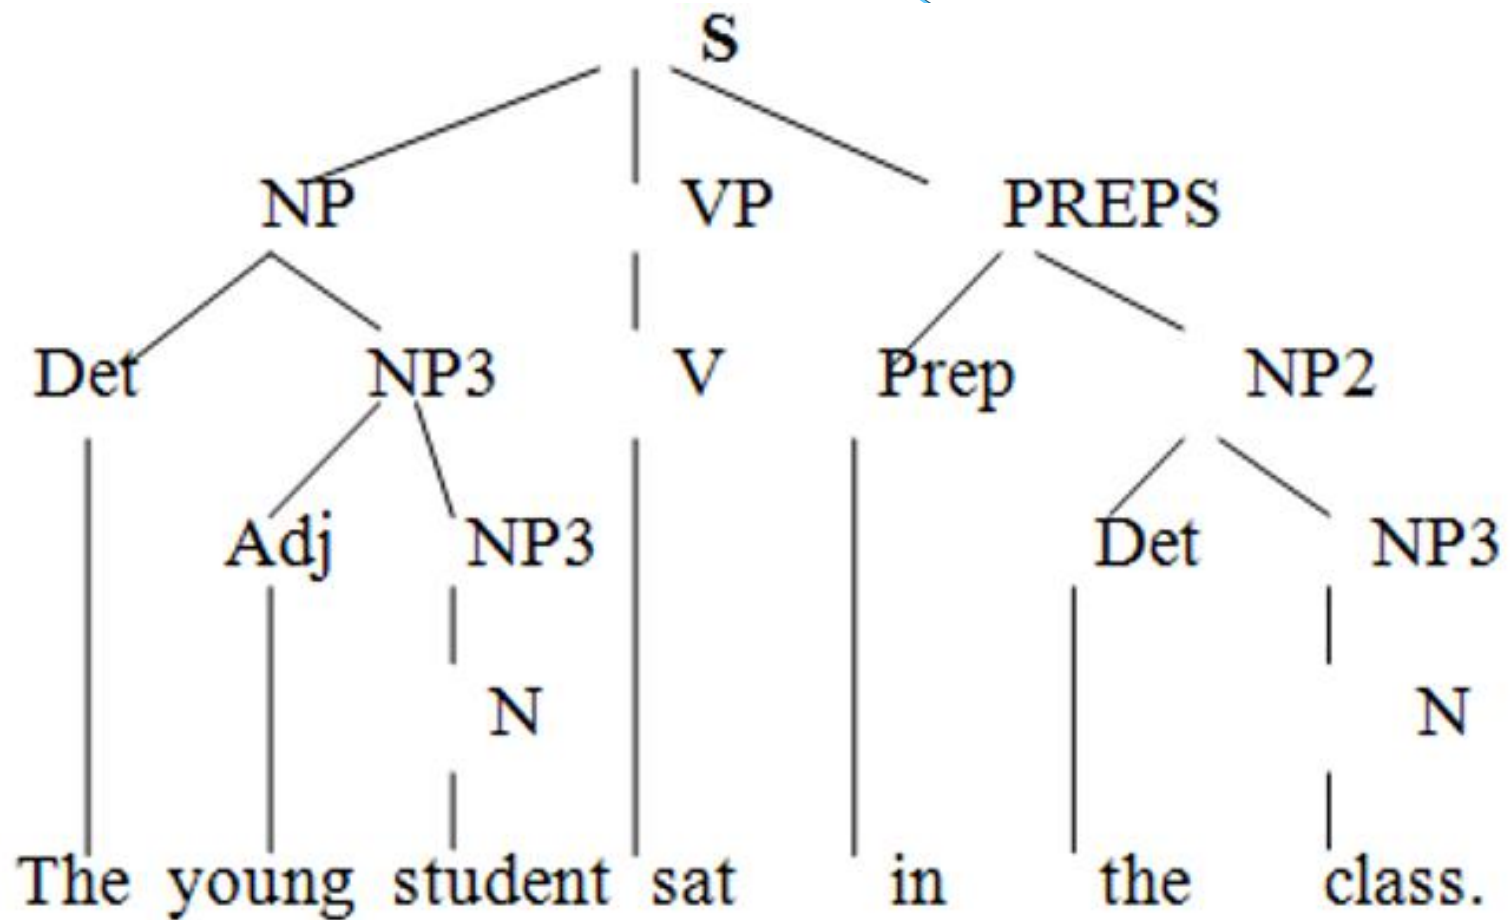 S
NP VP PREPS
Det NP3 V Prep NP2
Adj NP3 Det NP3
N N
The young student sat in the class.